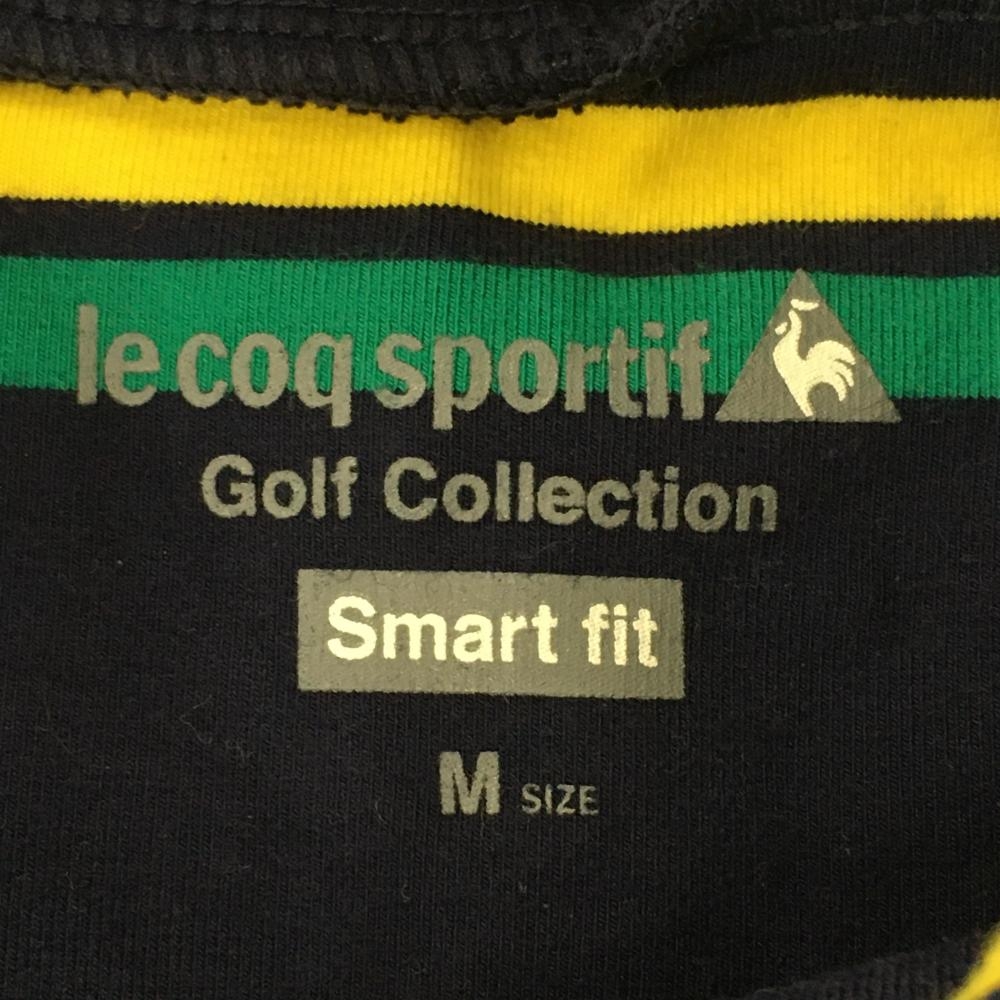 le coq sportif
Golf Collection
Smart fit
M SIZE